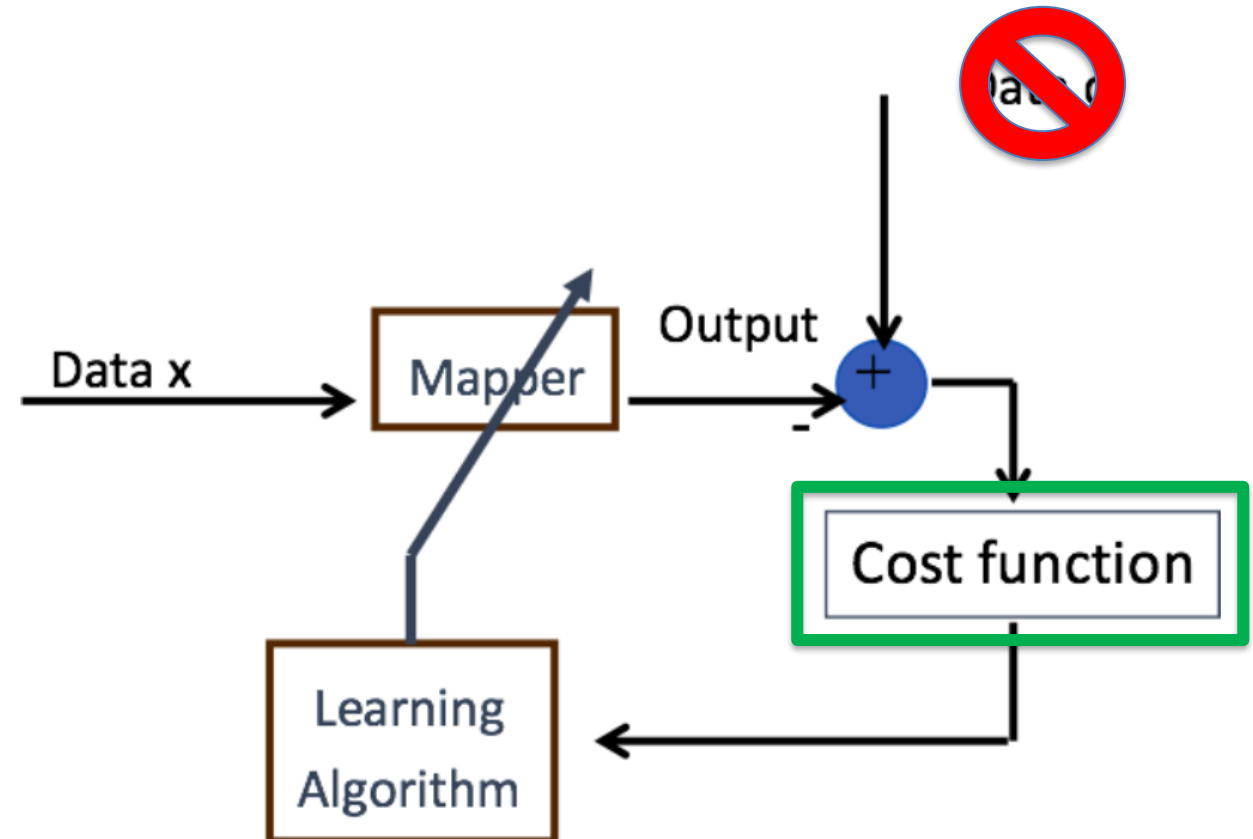 Output
Data x
Mapper
+
-
Cost function
Learning
Algorithm